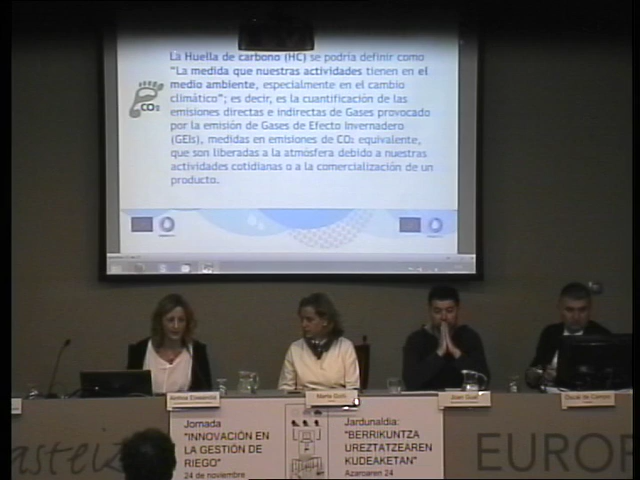 La Huella de carbono (HC) se podría definir como
"La medida que nuestras actividades tienen en el
medio ambiente, especialmente en el cambio
climático"; es decir, es la cuantificación de las
emisiones directas e indirectas de Gases provocado
por la emisión de Gases de Efecto Invernadero
(GEIs), medidas en emisiones de CO₂ equivalente,
que son liberadas a la atmosfera debido a nuestras
actividades cotidianas o a la comercialización de un
producto.
CO₂
Jornada
"INNOVACIÓN EN
LA GESTIÓN DE
RIEGO"
24 de noviembre
Jardunaldia:
"BERRIKUNTZA
UREZTATZEAREN
KUDEAKETAN"
Azaroaren 24
asteiz
EUROP